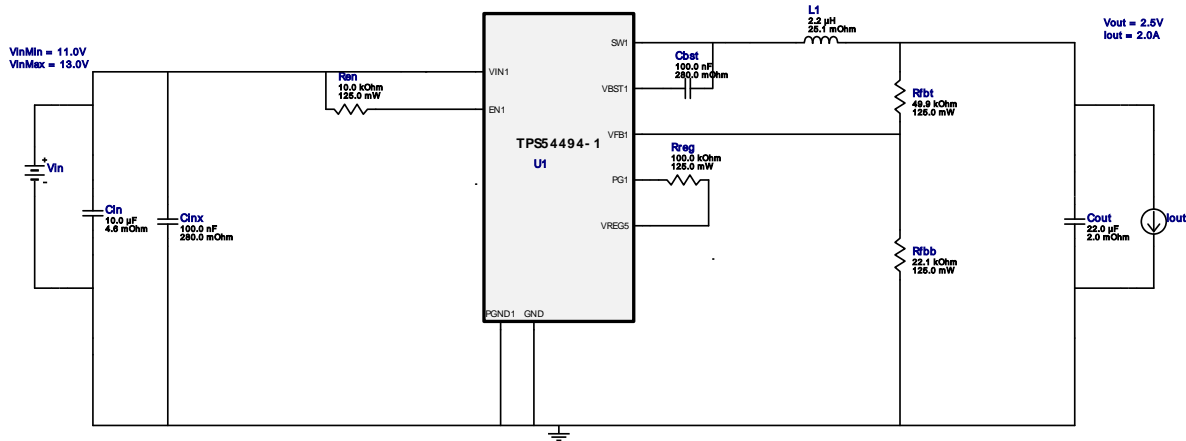 VinMin = 11.0V
VinMax = 13.0V
Vin
Cin
10.0 µF
4.6 mOhm
Cinx
100.0 nF
280.0 mOhm
Ren
10.0 kOhm
125.0 mW
VIN1
EN1
TPS54494-1
U1
PGND1 GND
SW1
VBST1
VFB1
PG1
VREG5
Cbst
100.0 nF
280.0 mOhm
Rreg
100.0 kOhm
125.0 mW
L1
2.2 µH
25.1 mOhm
Rfbt
49.9 kOhm
125.0 mW
Rfbb
22.1 kOhm
125.0 mW
Vout = 2.5V
Iout = 2.0A
Cout
22.0 µF
2.0 mOhm
Iout